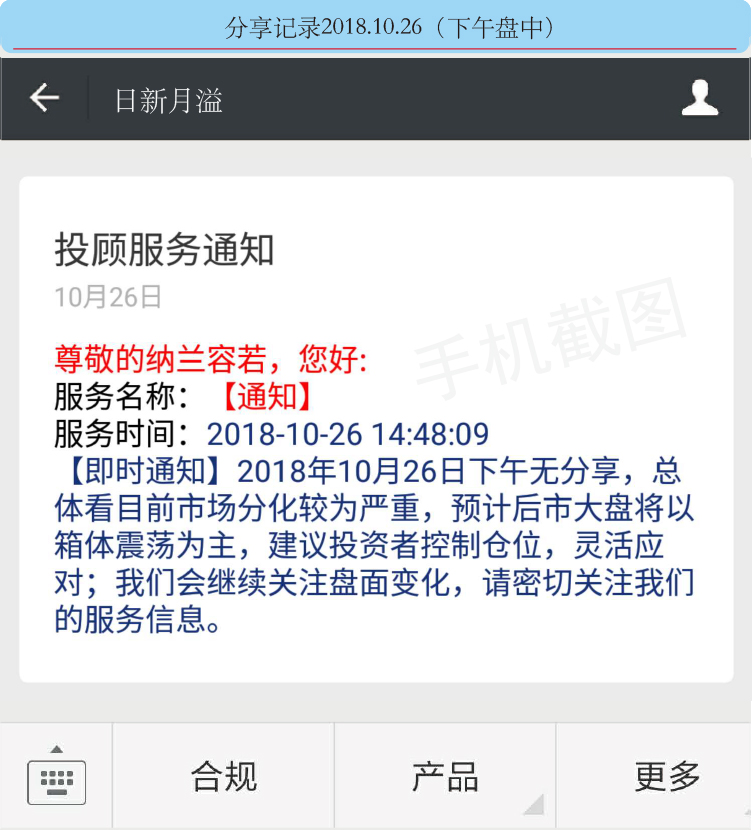 分享记录2018.10.26（下午盘中）
日新月溢
投顾服务通知
10月26日
手机截图
尊敬的纳兰容若，您好:
服务名称：【通知】
服务时间：2018-10-26 14:48:09
【即时通知】2018年10月26日下午无分享，总
体看目前市场分化较为严重，预计后市大盘将以
箱体震荡为主，建议投资者控制仓位，灵活应
对；我们会继续关注盘面变化，请密切关注我们
的服务信息。
合规
产品
更多